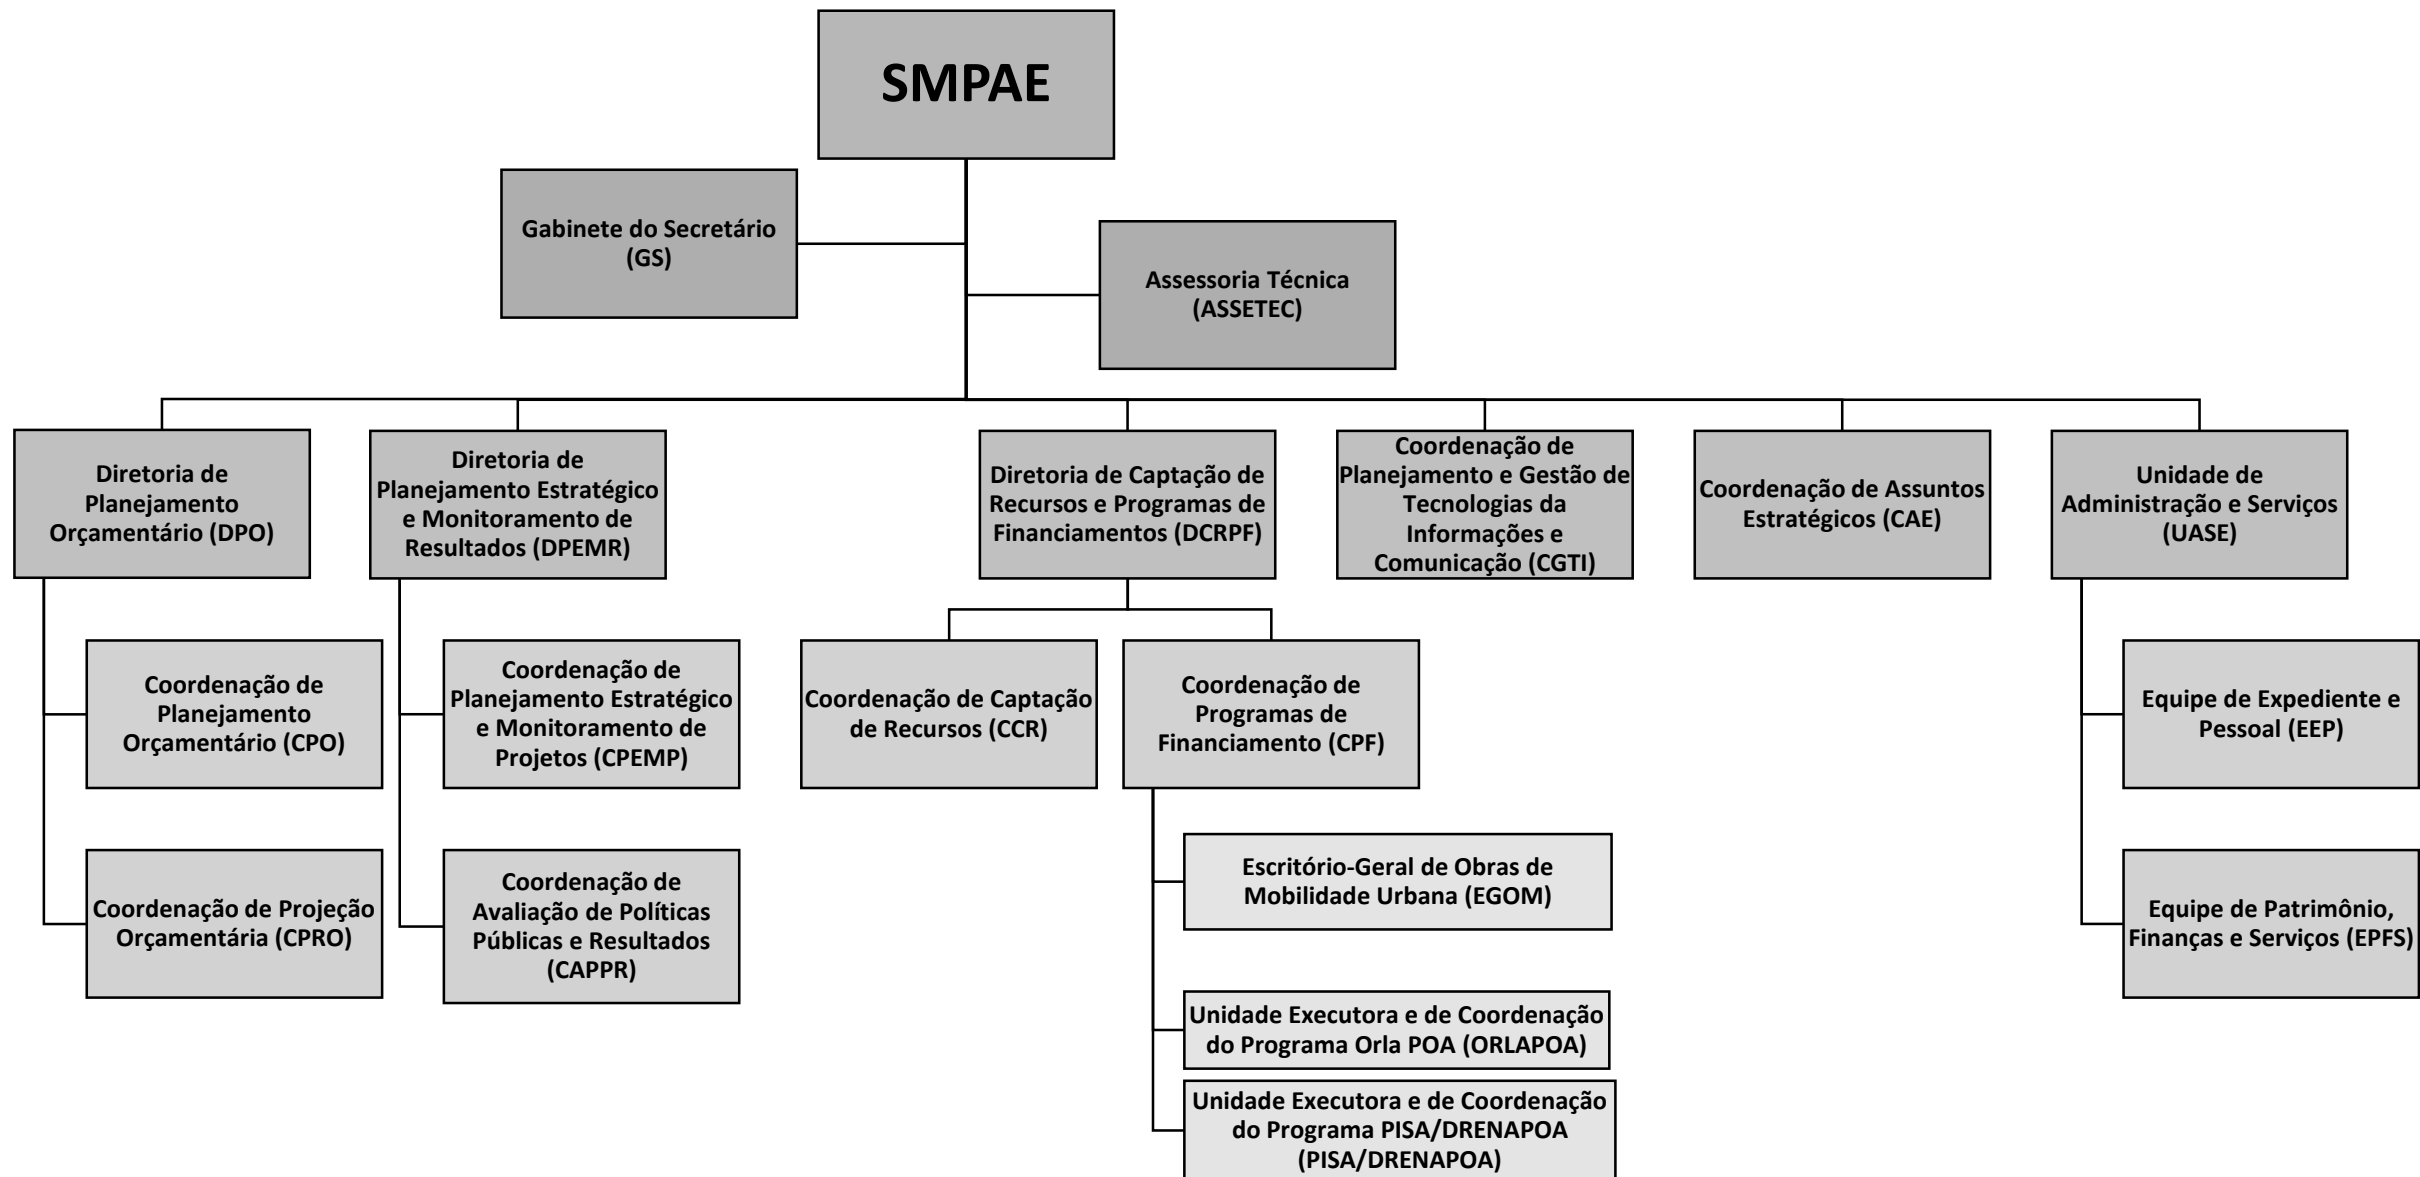 SMPAE
Gabinete do Secretário
(GS)
Assessoria Técnica
(ASSETEC)
Diretoria de
Planejamento
Orçamentário (DPO)
Diretoria de
Planejamento Estratégico
e Monitoramento de
Resultados (DPEMR)
Diretoria de Captação de
Recursos e Programas de
Financiamentos (DCRPF)
Coordenação de
Planejamento e Gestão de
Tecnologias da
Informações e
Comunicação (CGTI)
Coordenação de Assuntos
Estratégicos (CAE)
Unidade de
Administração e Serviços
(UASE)
Coordenação de
Planejamento
Orçamentário (CPO)
Coordenação de
Planejamento Estratégico
e Monitoramento de
Projetos (CPEMP)
Coordenação de Captação
de Recursos (CCR)
Coordenação de
Programas de
Financiamento (CPF)
Equipe de Expediente e
Pessoal (EEP)
Coordenação de Projeção
Orçamentária (CPRO)
Coordenação de
Avaliação de Políticas
Públicas e Resultados
(CAPPR)
Escritório-Geral de Obras de
Mobilidade Urbana (EGOM)
Equipe de Patrimônio,
Finanças e Serviços (EPFS)
Unidade Executora e de Coordenação
do Programa Orla POA (ORLAPOA)
Unidade Executora e de Coordenação
do Programa PISA/DRENAPOA
(PISA/DRENAPOA)